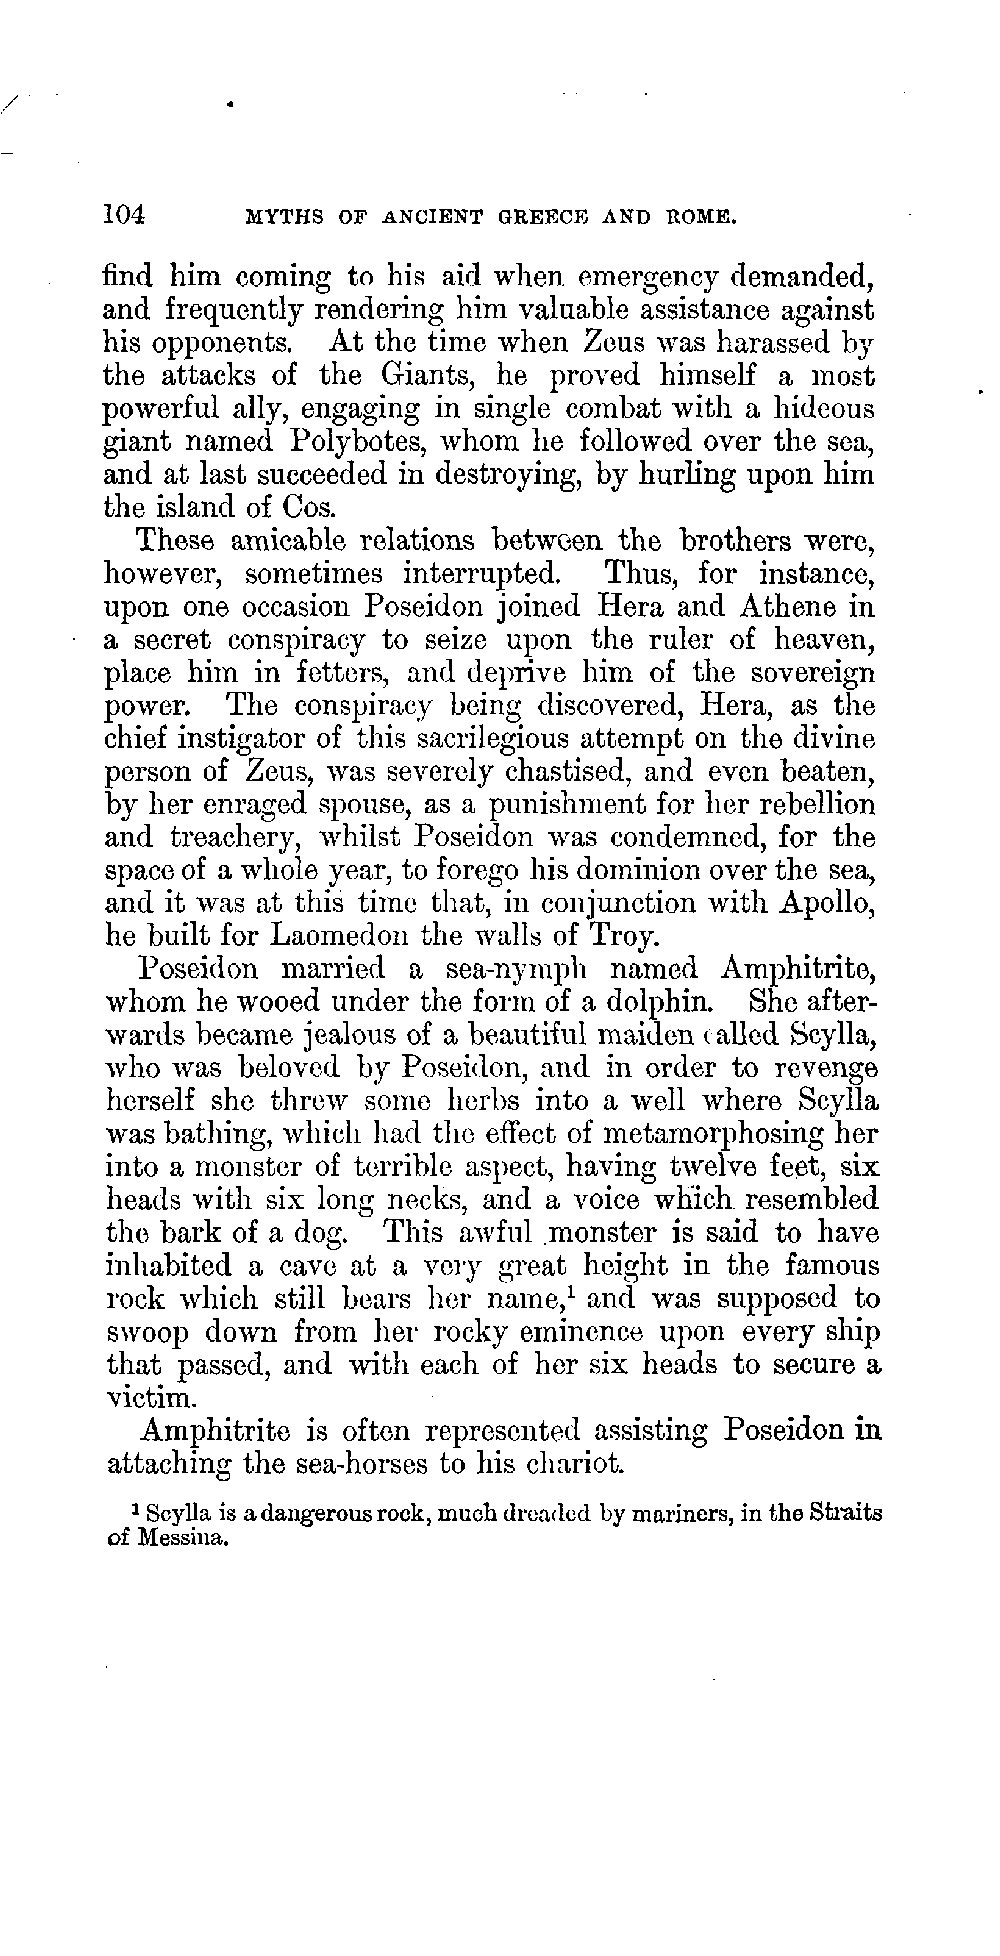 104 MYTHS OF ANCIENT GREECE AND ROME.
find him coming to his aid when emergency demanded,
and frequently rendering him valuable assistance against
his opponents. At the time when Zeus was harassed by
the attacks of the Giants, he proved himself a most
powerful ally, engaging in single combat with a hideous
giant named Polybotes, whom he followed over the sea,
and at last succeeded in destroying, by hurling upon him
the island of Cos.
These amicable relations between the brothers were,
however, sometimes interrupted. Thus, for instance,
upon one occasion Poseidon joined Hera and Athene in
a secret conspiracy to seize upon the ruler of heaven,
place him in fetters, and deprive him of the sovereign
power. The conspiracy being discovered, Hera, as the
chief instigator of this sacrilegious attempt on the divine
person of Zeus, was severely chastised, and even beaten,
by her enraged spouse, as a punishment for her rebellion
and treachery, whilst Poseidon was condemned, for the
space of a whole year, to forego his dominion over the sea,
and it was at this time that, in conjunction with Apollo,
he built for Laomedon the walls of Troy.
Poseidon married a sea-nymph named Amphitrite,
whom he wooed under the form of a dolphin. She after-
wards became jealous of a beautiful maiden called Scylla,
who was beloved by Poseidon, and in order to revenge
herself she threw some herbs into a well where Scylla
was bathing, which had the effect of metamorphosing her
into a monster of terrible aspect, having twelve feet, six
heads with six long necks, and a voice which resembled
the bark of a dog. This awful monster is said to have
inhabited a cave at a very great height in the famous
rock which still bears her name,¹ and was supposed to
swoop down from her rocky eminence upon every ship
that passed, and with each of her six heads to secure a
victim.
Amphitrite is often represented assisting Poseidon in
attaching the sea-horses to his chariot.
¹ Scylla is a dangerous rock, much dreaded by mariners, in the Straits
of Messina.